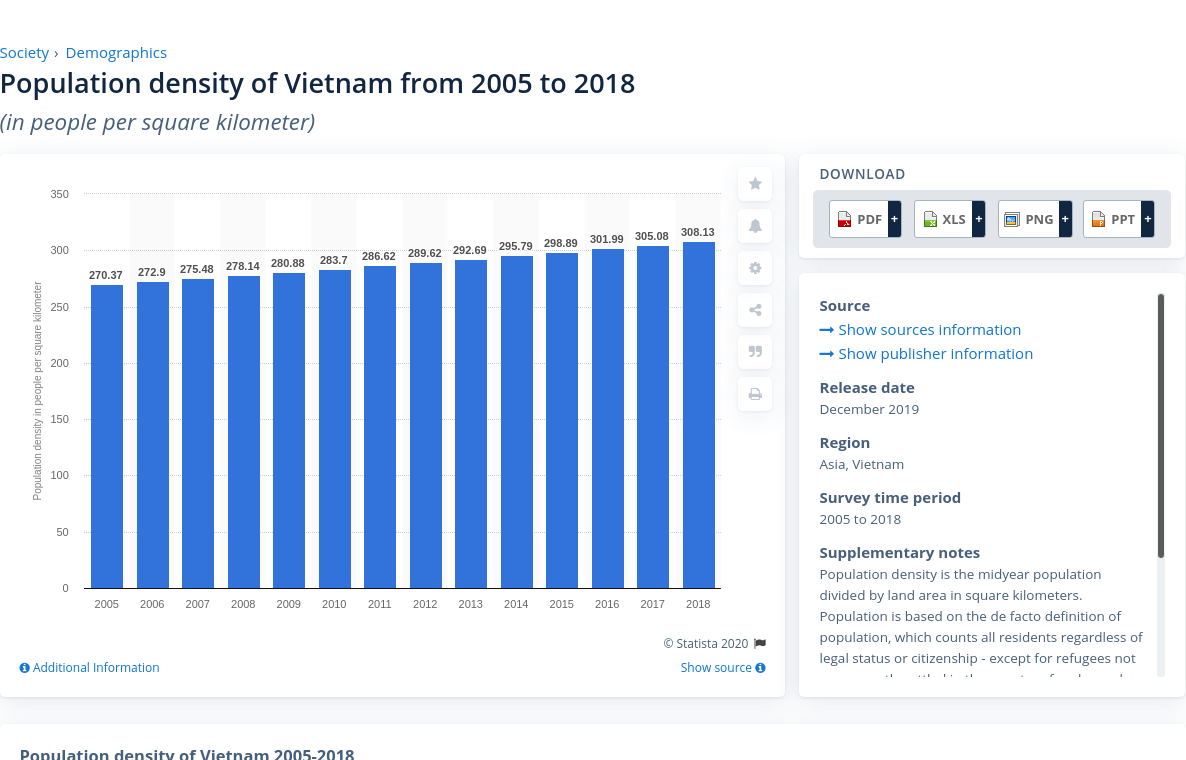 Society › Demographics
Population density of Vietnam from 2005 to 2018
(in people per square kilometer)
350
300
250
200
150
100
50
0
Population density in people per square kilometer
270.37
272.9
275.48
278.14
280.88
283.7
286.62
289.62
292.69
295.79
298.89
301.99
305.08
308.13
2005 2006 2007 2008 2009 2010 2011 2012 2013 2014 2015 2016 2017 2018
© Statista 2020
Additional Information
Show source
DOWNLOAD
PDF + XLS + PNG + PPT +
Source
Show sources information
Show publisher information
Release date
December 2019
Region
Asia, Vietnam
Survey time period
2005 to 2018
Supplementary notes
Population density is the midyear population
divided by land area in square kilometers.
Population is based on the de facto definition of
population, which counts all residents regardless of
legal status or citizenship - except for refugees not
Population density of Vietnam 2005-2018